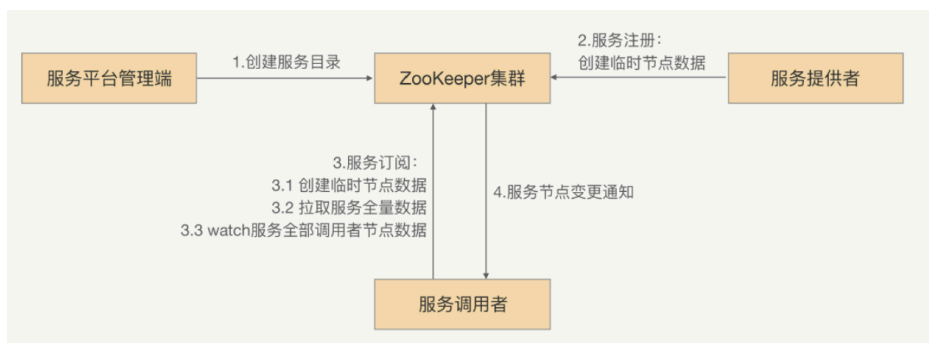 2.服务注册：
创建临时节点数据
1.创建服务目录
服务平台管理端
ZooKeeper集群
服务提供者
3.服务订阅：
3.1 创建临时节点数据
3.2 拉取服务全量数据
3.3 watch服务全部调用者节点数据
4.服务节点变更通知
服务调用者